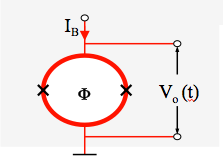 I_B
Φ
V_o (t)